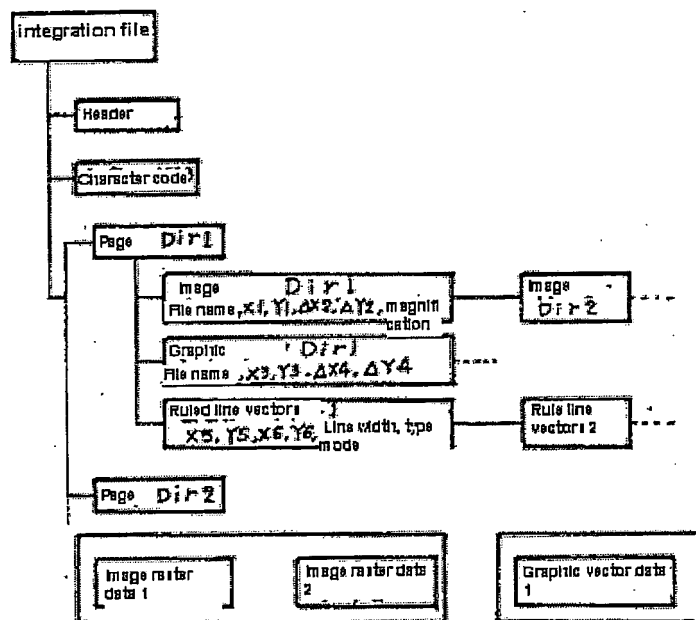 integration file
Header
(Character code)
Page Dir1
Image Dir1
File name, X1, Y1, ΔX2, ΔY2, magnifi
cation
Image
Dir2
Graphic Dir1
File name, X3, Y3, ΔX4, ΔY4
Ruled line vectors 1
X5, Y5, X6, Y6, Line width, type
mode
Rule line
vectors 2
Page Dir2
Image raster
data 1
Image raster data
2
Graphic vector data
1